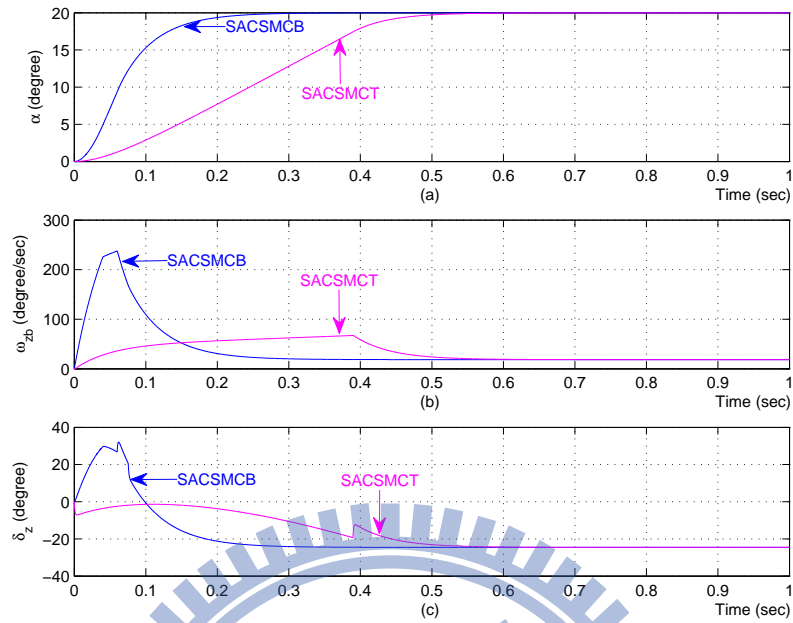 20
15
10
5
0
α (degree)
SACSMCB
SACSMCT
0 0.1 0.2 0.3 0.4 0.5 0.6 0.7 0.8 0.9 1
(a)
Time (sec)
300
200
100
0
ω_zb (degree/sec)
SACSMCB
SACSMCT
0 0.1 0.2 0.3 0.4 0.5 0.6 0.7 0.8 0.9 1
(b)
Time (sec)
40
20
0
−20
−40
δ_z (degree)
SACSMCB
SACSMCT
0 0.1 0.2 0.3 0.4 0.5 0.6 0.7 0.8 0.9 1
(c)
Time (sec)